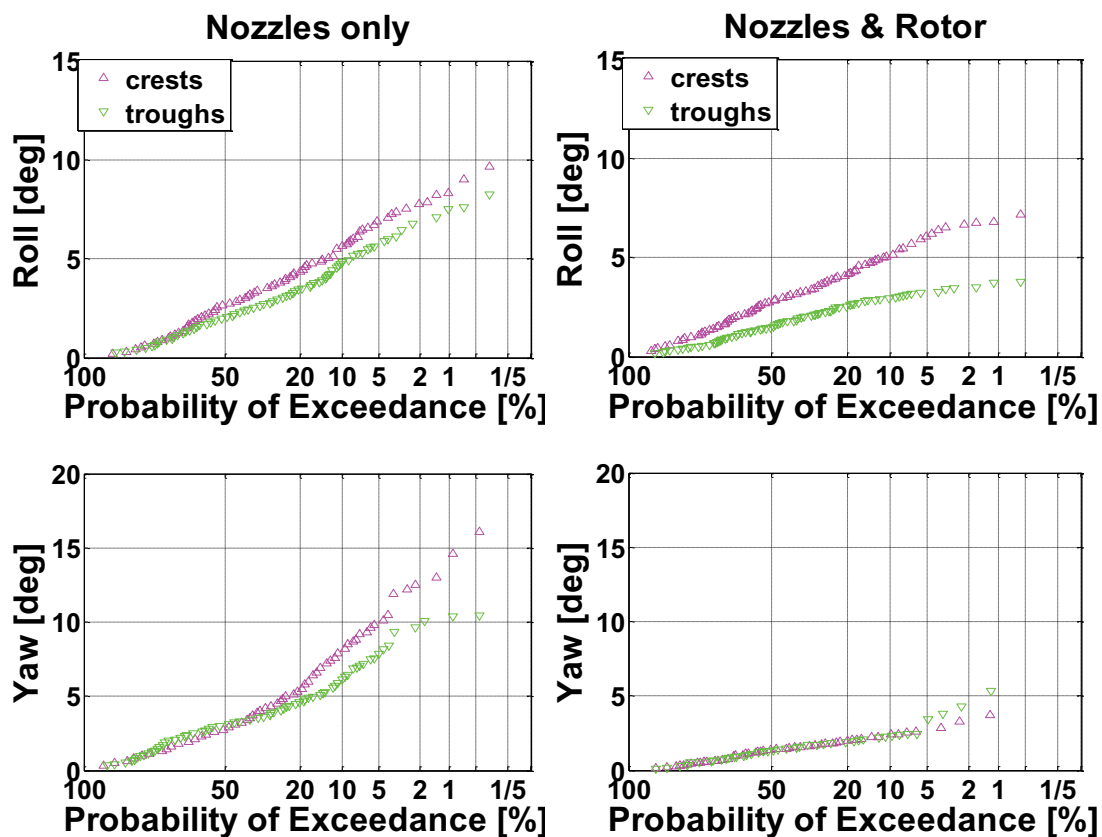 Nozzles only
Nozzles & Rotor
15
10
5
0
Roll [deg]
crests
troughs
100 50 20 10 5 2 1 1/5
Probability of Exceedance [%]
15
10
5
0
Roll [deg]
crests
troughs
100 50 20 10 5 2 1 1/5
Probability of Exceedance [%]
20
15
10
5
0
Yaw [deg]
100 50 20 10 5 2 1 1/5
Probability of Exceedance [%]
20
15
10
5
0
Yaw [deg]
100 50 20 10 5 2 1 1/5
Probability of Exceedance [%]